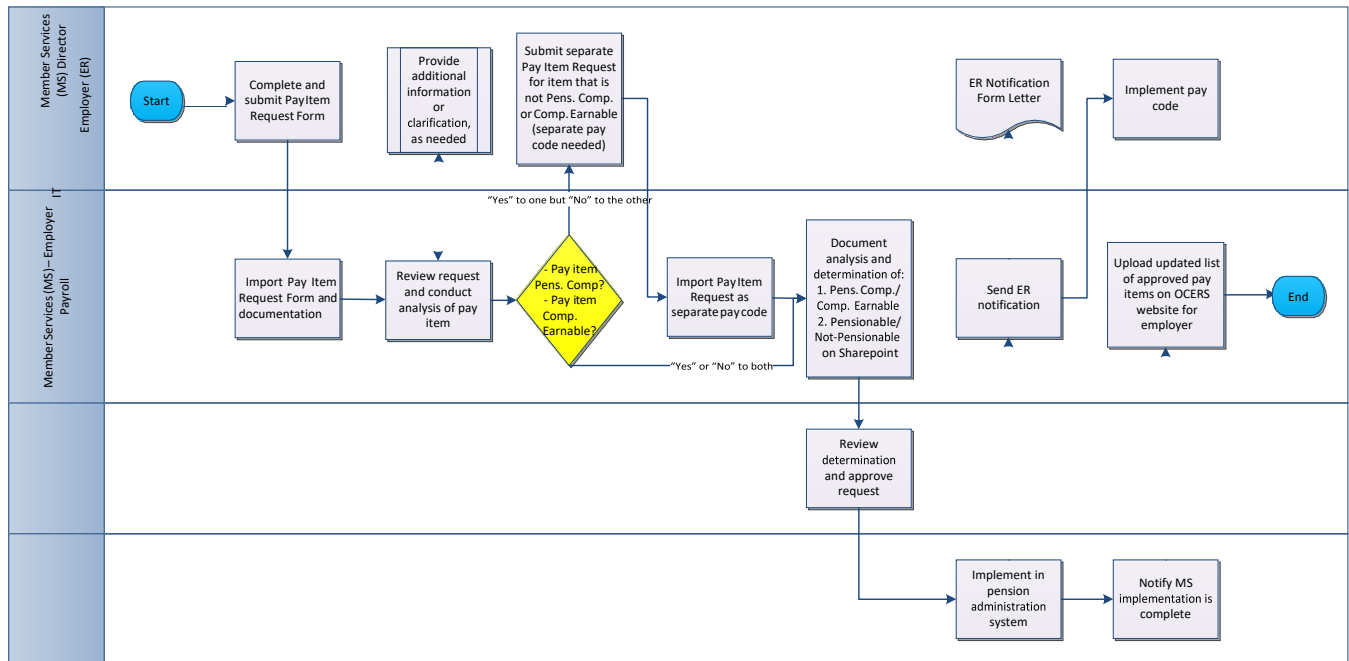 Member Services
(MS) Director
Employer (ER)
Start
Complete and
submit Pay Item
Request Form
Provide
additional
information
or
clarification,
as needed
Submit separate
Pay Item Request
for item that is
not Pens. Comp.
or Comp. Earnable
(separate pay
code needed)
ER Notification
Form Letter
Implement pay
code
IT
Member Services (MS) – Employer
Payroll
"Yes" to one but "No" to the other
Import Pay Item
Request Form and
documentation
Review request
and conduct
analysis of pay
item
- Pay item
Pens. Comp?
- Pay item
Comp.
Earnable?
Import Pay Item
Request as
separate pay code
"Yes" or "No" to both
Document
analysis and
determination of:
1. Pens. Comp./
Comp. Earnable
2. Pensionable/
Not-Pensionable
on Sharepoint
Send ER
notification
Upload updated list
of approved pay
items on OCERS
website for
employer
End
Review
determination
and approve
request
Implement in
pension
administration
system
Notify MS
implementation is
complete